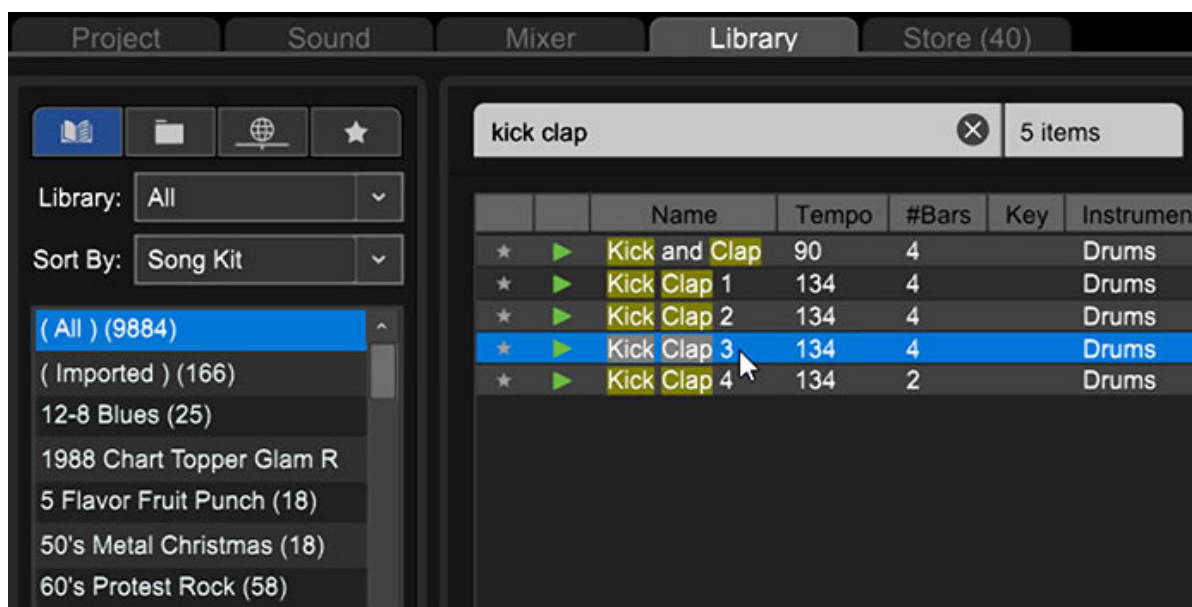 Project Sound Mixer Library Store (40)
kick clap 5 items
Library: All
Sort By: Song Kit
( All ) (9884)
( Imported ) (166)
12-8 Blues (25)
1988 Chart Topper Glam R
5 Flavor Fruit Punch (18)
50's Metal Christmas (18)
60's Protest Rock (58)
Name Tempo #Bars Key Instrumen
Kick and Clap 90 4 Drums
Kick Clap 1 134 4 Drums
Kick Clap 2 134 4 Drums
Kick Clap 3 134 4 Drums
Kick Clap 4 134 2 Drums